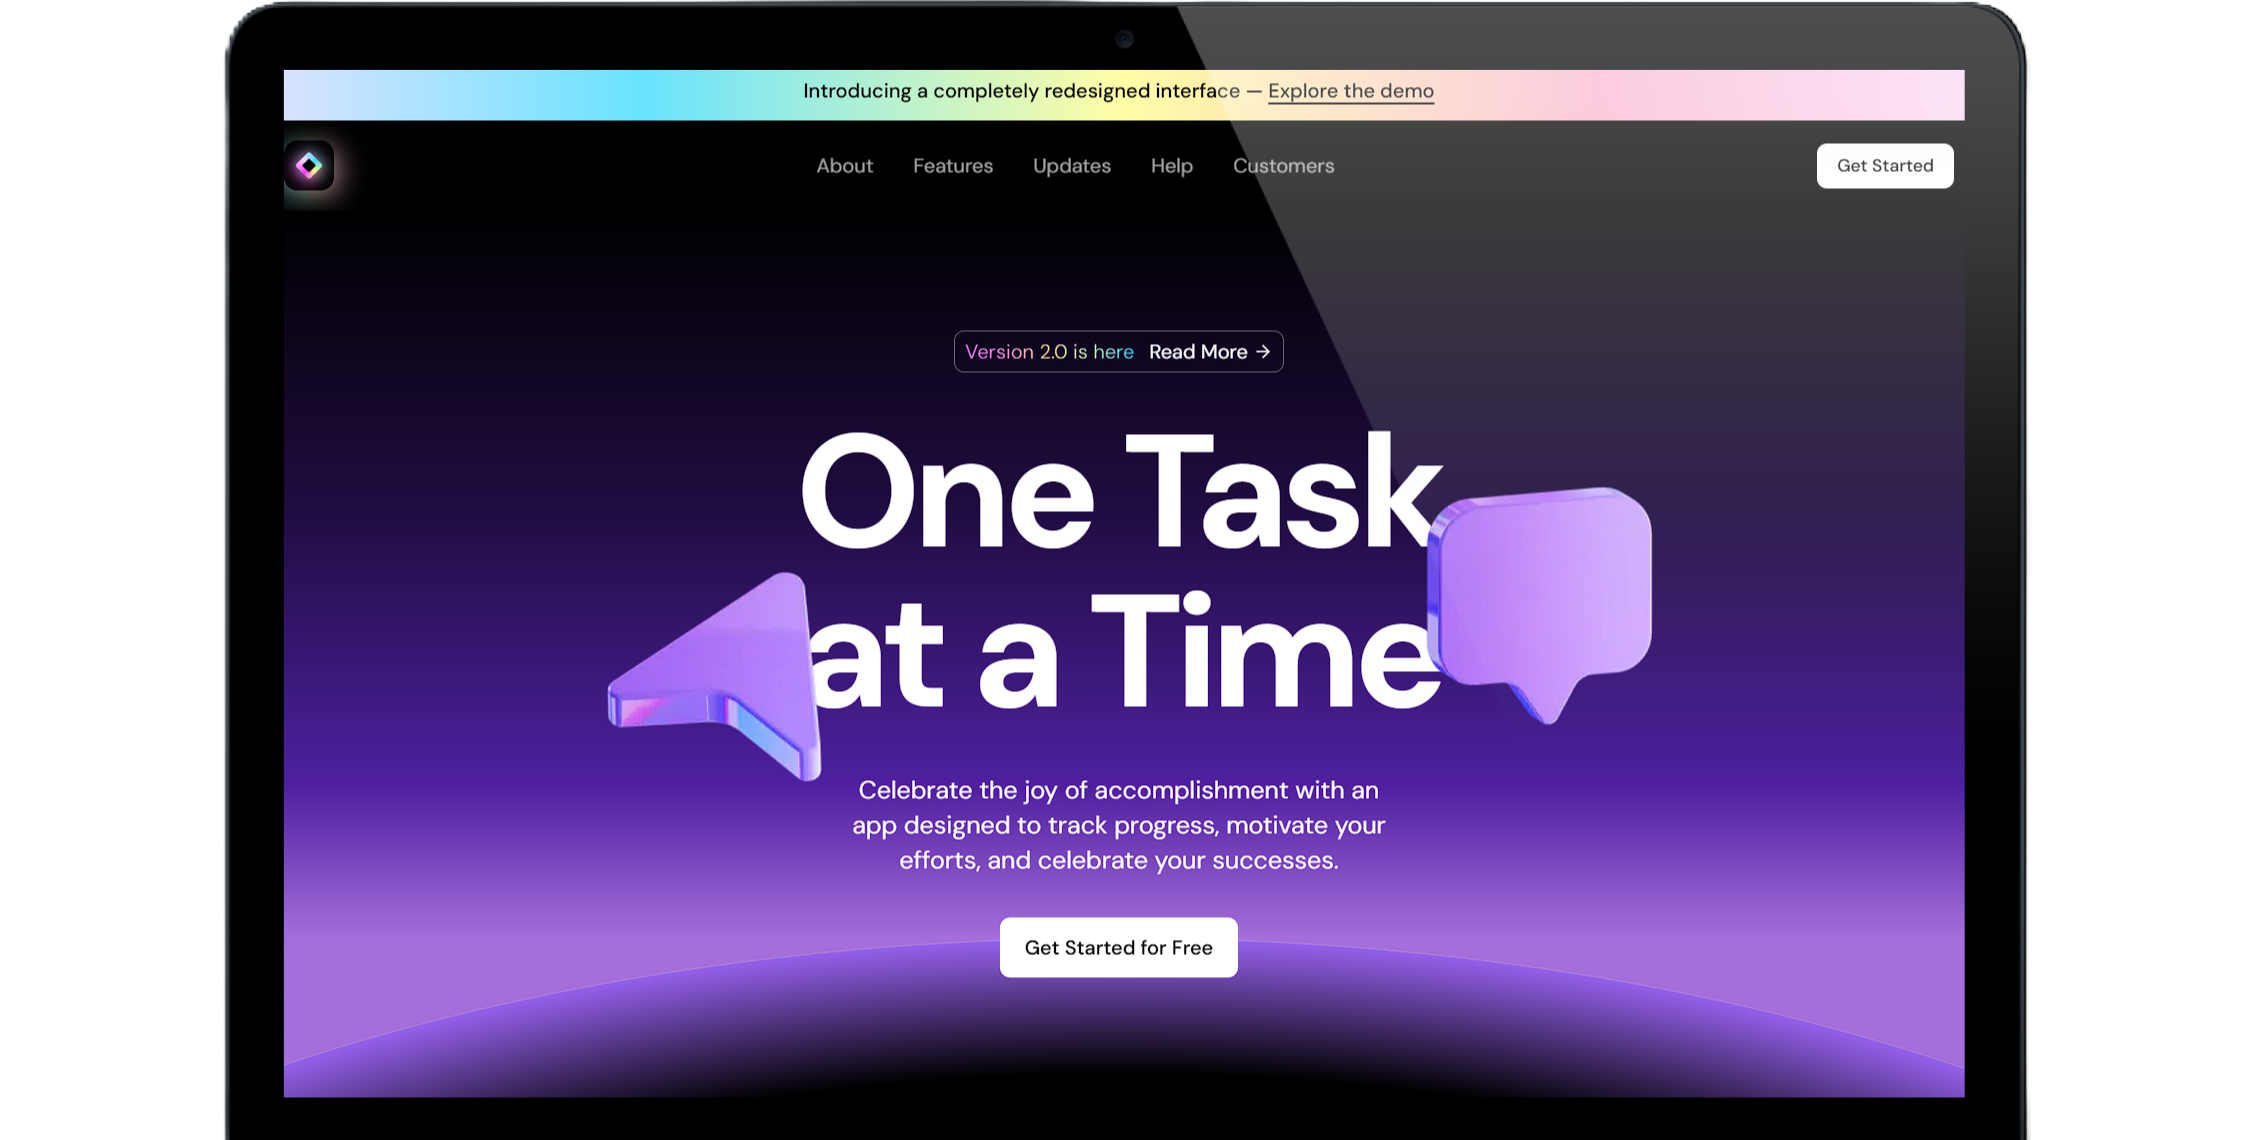 Introducing a completely redesigned interface — Explore the demo
About Features Updates Help Customers Get Started
Version 2.0 is here Read More →
One Task
at a Time
Celebrate the joy of accomplishment with an
app designed to track progress, motivate your
efforts, and celebrate your successes.
Get Started for Free